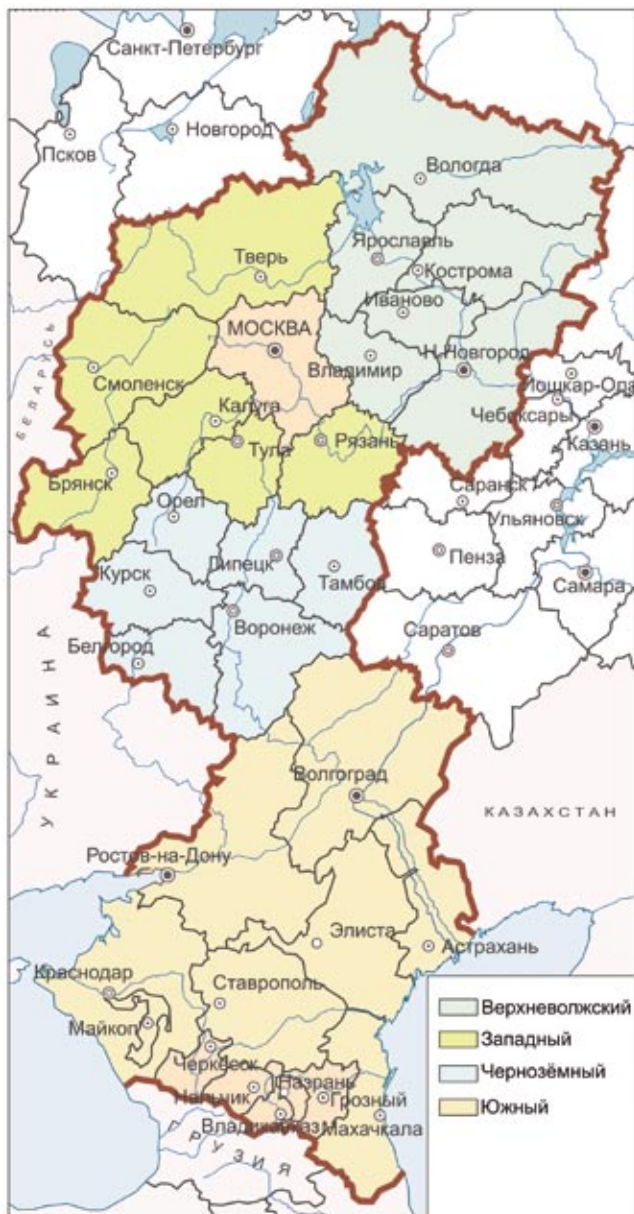 Санкт-Петербург
Новгород
Псков
Вологда
Ярославль
Кострома
Тверь
Иваново
МОСКВА
Владимир
Н-Новгород
БЕЛАРУСЬ
Смоленск
Йошкар-Ола
Чебоксары
Калуга
Казань
Тула
Рязань
Брянск
Саранск
Орел
Ульяновск
Липецк
Пенза
Курск
Тамбов
Самара
Воронеж
Саратов
Белгород
УКРАИНА
Волгоград
КАЗАХСТАН
Ростов-на-Дону
Элиста
Астрахань
Краснодар
Ставрополь
Майкоп
Черкесск
Назрань
Нальчик
Грозный
Владикавказ
Махачкала
ГРУЗИЯ
Верхневолжский
Западный
Чернозёмный
Южный